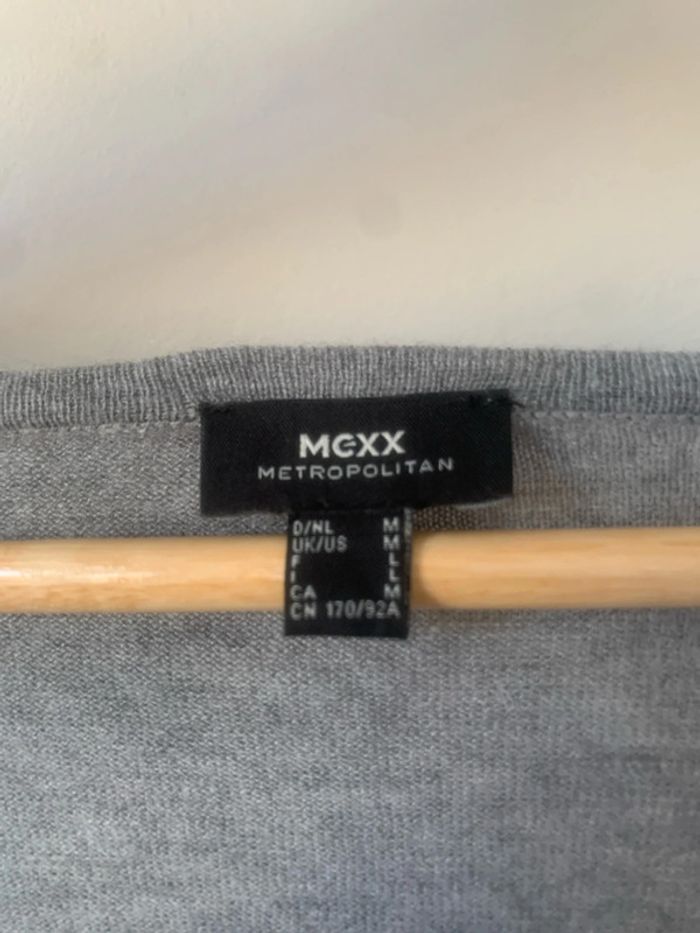 MEXX
METROPOLITAN
D/NL M
UK/US M
F L
I L
CA M
CN 170/92A